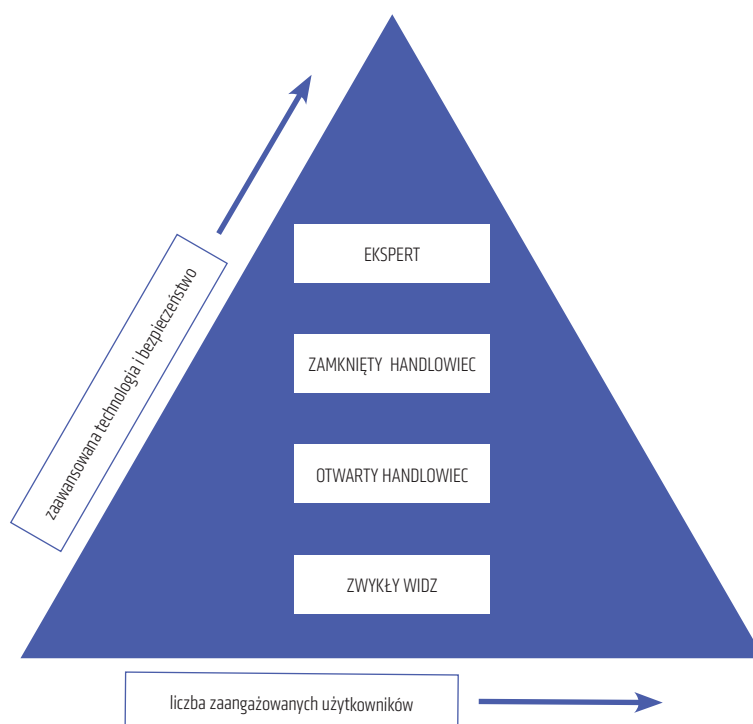 EKSPERT
ZAMKNIĘTY HANDLOWIEC
OTWARTY HANDLOWIEC
ZWYKŁY WIDZ
zaawansowana technologia i bezpieczeństwo
liczba zaangażowanych użytkowników